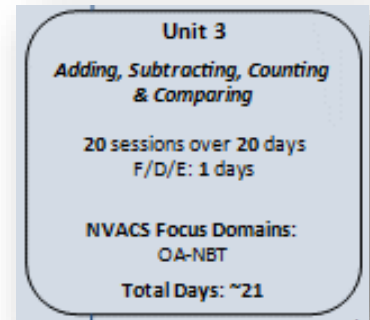 Unit 3
Adding, Subtracting, Counting
& Comparing
20 sessions over 20 days
F/D/E: 1 days
NVACS Focus Domains:
OA-NBT
Total Days: ~21